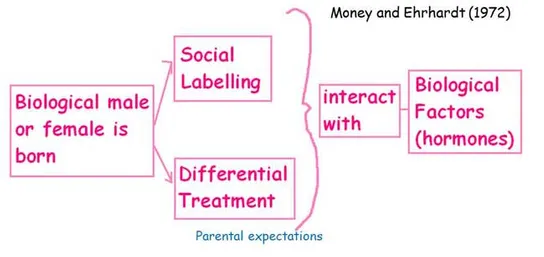 Money and Ehrhardt (1972)
Social
Labelling
Biological male
or female is
born
interact
with
Biological
Factors
(hormones)
Differential
Treatment
Parental expectations